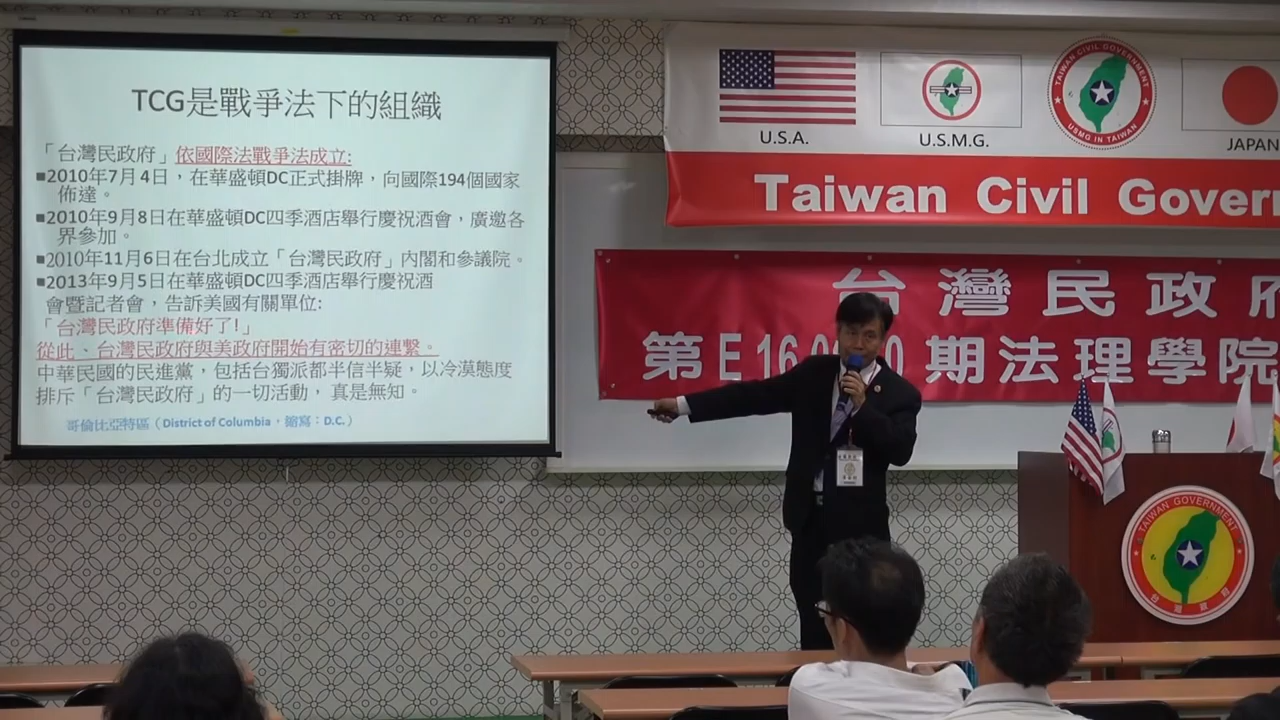 TCG是戰爭法下的組織
「台灣民政府」依國際法戰爭法成立:
■2010年7月4日，在華盛頓DC正式掛牌，向國際194個國家
佈達。
■2010年9月8日在華盛頓DC四季酒店舉行慶祝酒會，廣邀各
界參加。
■2010年11月6日在台北成立「台灣民政府」內閣和參議院。
■2013年9月5日在華盛頓DC四季酒店舉行慶祝酒
會暨記者會，告訴美國有關單位:
「台灣民政府準備好了!」
從此、台灣民政府與美政府開始有密切的連繫。
中華民國的民進黨，包括台獨派都半信半疑，以冷漠態度
排斥「台灣民政府」的一切活動，真是無知。
哥倫比亞特區（District of Columbia，縮寫：D.C.）
U.S.A.
U.S.M.G.
TAIWAN CIVIL GOVERNMENT
USMG IN TAIWAN
JAPAN
Taiwan Civil Gover
台灣民政
第E16 期法理學院
TAIWAN GOVERNMENT
台灣政府